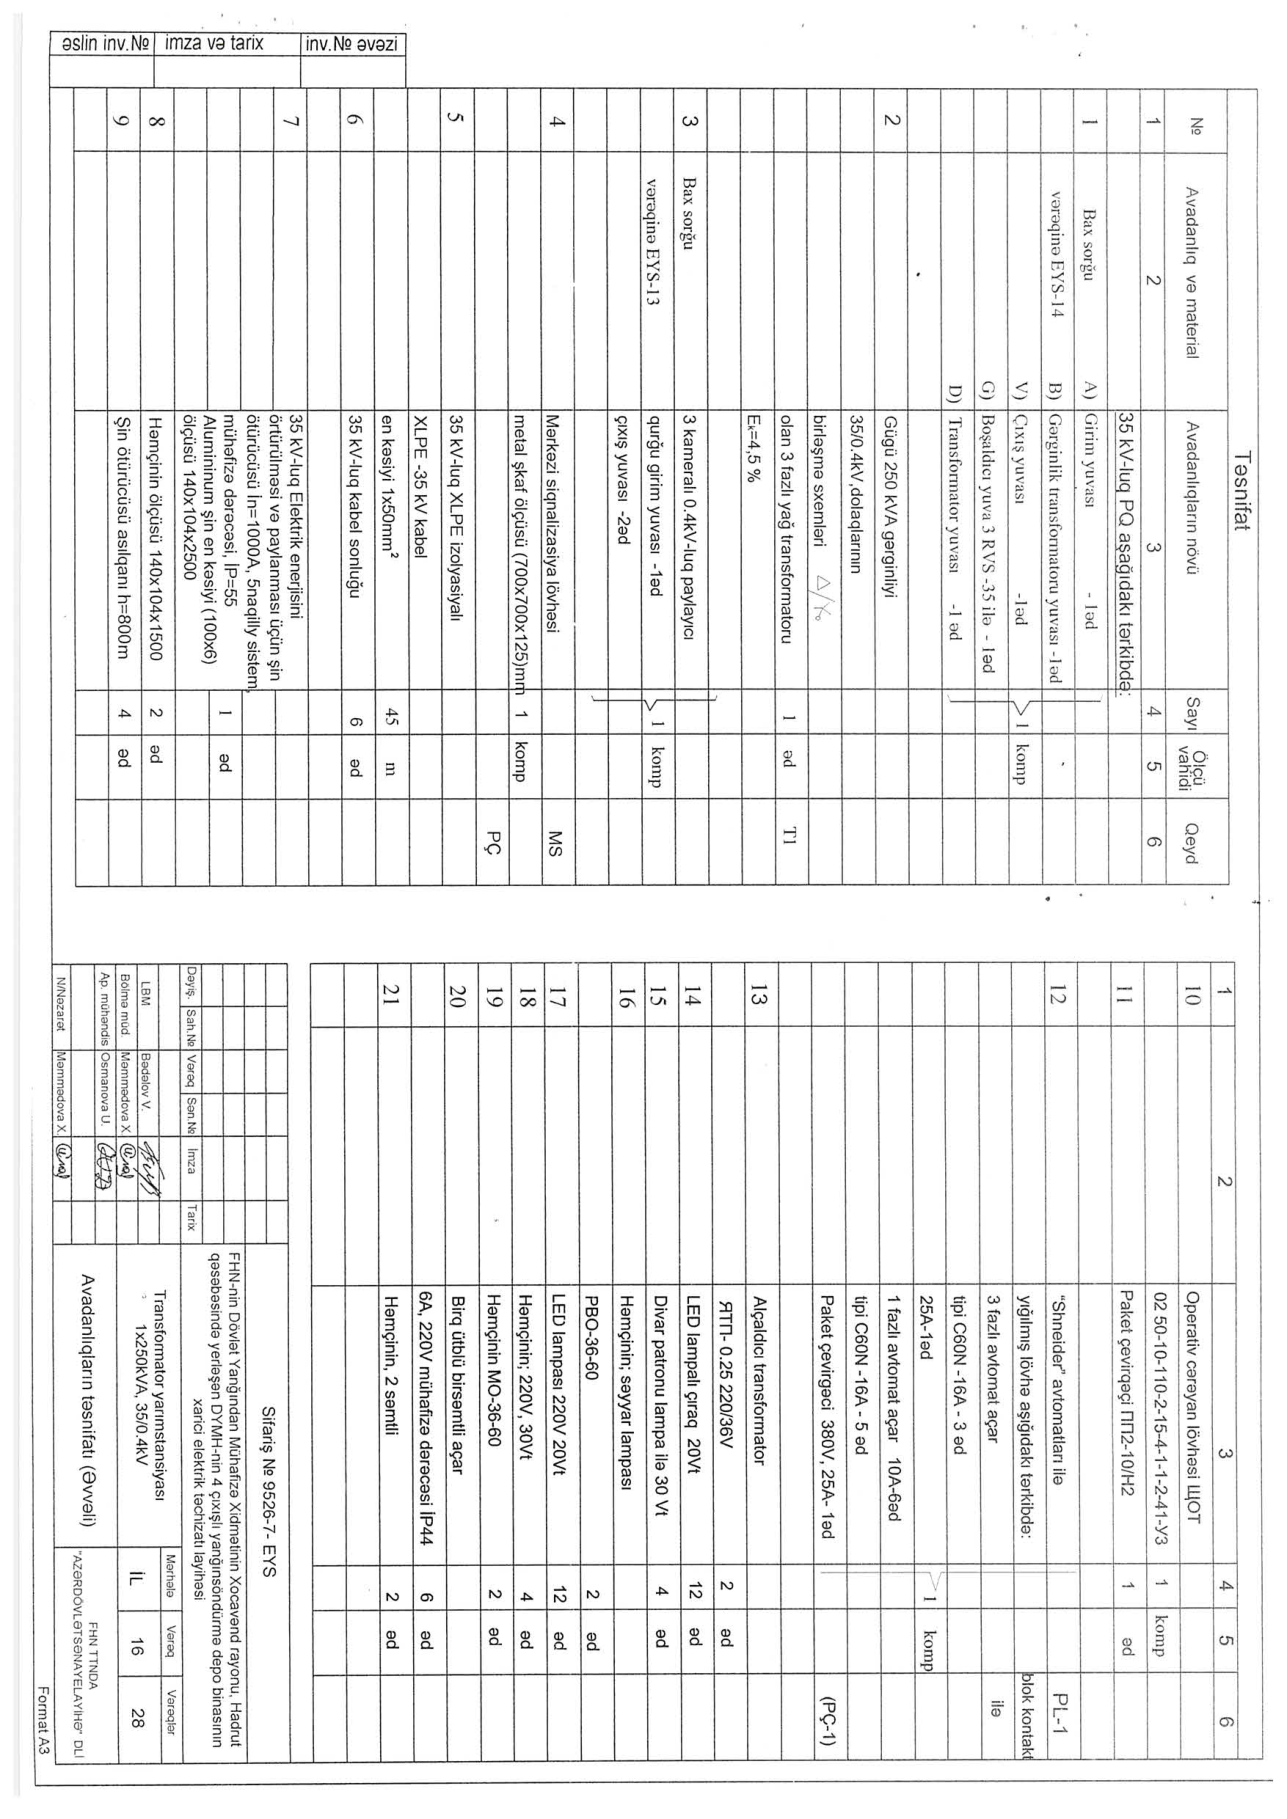 Təsnifat
№ Avadanlıq və material Avadanlıqların növü Sayı Ölçü vahidi Qeyd
1 2 3 4 5 6
35 kV-luq PQ aşağıdakı tərkibdə:
1 Bax sorğu A) Girim yuvası - 1əd
vərəqinə EYS-14 B) Gərginlik transformatoru yuvası -1əd
V) Çıxış yuvası -1əd 1 komp
G) Boşaldıcı yuva 3 RVS -35 ilə - 1əd
D) Transformator yuvası -1 əd
2 Gügü 250 kVA gərginliyi
35/0.4kV,dolaqlarının
birləşmə sxemləri △/Y₀
olan 3 fazlı yağ transformatoru 1 əd T1
Eₖ=4,5 %
3 Bax sorğu 3 kameralı 0.4kV-luq paylayıcı
vərəqinə EYS-13 qurğu girim yuvası -1əd 1 komp
çıxış yuvası -2əd
4 Mərkəzi siqnalizasiya lövhəsi MS
metal şkaf ölçüsü (700x700x125)mm 1 komp
PÇ
5 35 kV-luq XLPE izolyasiyalı
XLPE -35 kV kabel
en kəsiyi 1x50mm² 45 m
6 35 kV-luq kabel sonluğu 6 əd
7 35 kV-luq Elektrik enerjisini
örtürülməsi və paylanması üçün şin
ötürücüsü İn=1000A, 5naqilly sistem,
mühəfizə dərəcəsi, İP=55 1 əd
Alumininum şin en kəsiyi (100x6)
ölçüsü 140x104x2500
8 Həmçinin ölçüsü 140x104x1500 2 əd
9 Şin ötürücüsü asılqanı h=800m 4 əd
əslin inv.№ imza və tarix inv.№ əvəzi
1 2 3 4 5 6
10 Operativ cərəyan lövhəsi ЩОТ
02 50-10-110-2-15-4-1-1-2-41-УЗ 1 komp
11 Paket çevirqəçi ПП2-10/Н2 1 əd
12 "Shneider" avtomatları ilə PL-1
yığılmış lövhə aşığıdakı tərkibdə: blok kontakt
3 fazlı avtomat açar ilə
tipi C60N -16A - 3 əd
25A-1əd 1 komp
1 fazlı avtomat açar 10A-6əd
tipi C60N -16A - 5 əd
Paket çevirgəci 380V, 25A- 1əd (PÇ-1)
13 Alçaldıcı transformator
ЯТП- 0.25 220/36V 2 əd
14 LED lampalı çıraq 20Vt 12 əd
15 Divar patronu lampa ilə 30 Vt 4 əd
16 Həmçinin; səyyar lampası
PBO-36-60 2 əd
17 LED lampası 220V 20Vt 12 əd
18 Həmçinin; 220V, 30Vt 4 əd
19 Həmçinin MO-36-60 2 əd
20 Birq ütblü birsəmtli açar
6A, 220V mühafizə dərəcəsi İP44 6 əd
21 Həmçinin, 2 səmtli 2 əd
Sifariş № 9526-7- EYS
FHN-nin Dövlət Yanğından Mühafizə Xidmətinin Xocavənd rayonu, Hadrut
qəsəbəsində yerləşən DYMH-nin 4 çıxışlı yanğınsöndürmə depo binasının
xarici elektrik təchizatı layihəsi
Dəyiş. Sah.№ Vərəq Sən.№ İmza Tarix
Transformator yarımstansiyası
1x250kVA, 35/0.4kV
Mərhələ Vərəq Vərəqlər
İL 16 28
LBM Bədəlov V.
Bölmə müd. Məmmədova X.
Ap. mühəndis Osmanova U.
N/Nəzarət Məmmədova X.
Avadanlıqların təsnifatı (Əvvəli)
FHN TTNDA
"AZƏRDÖVLƏTSƏNAYELAYİHƏ" DLİ
Format A3